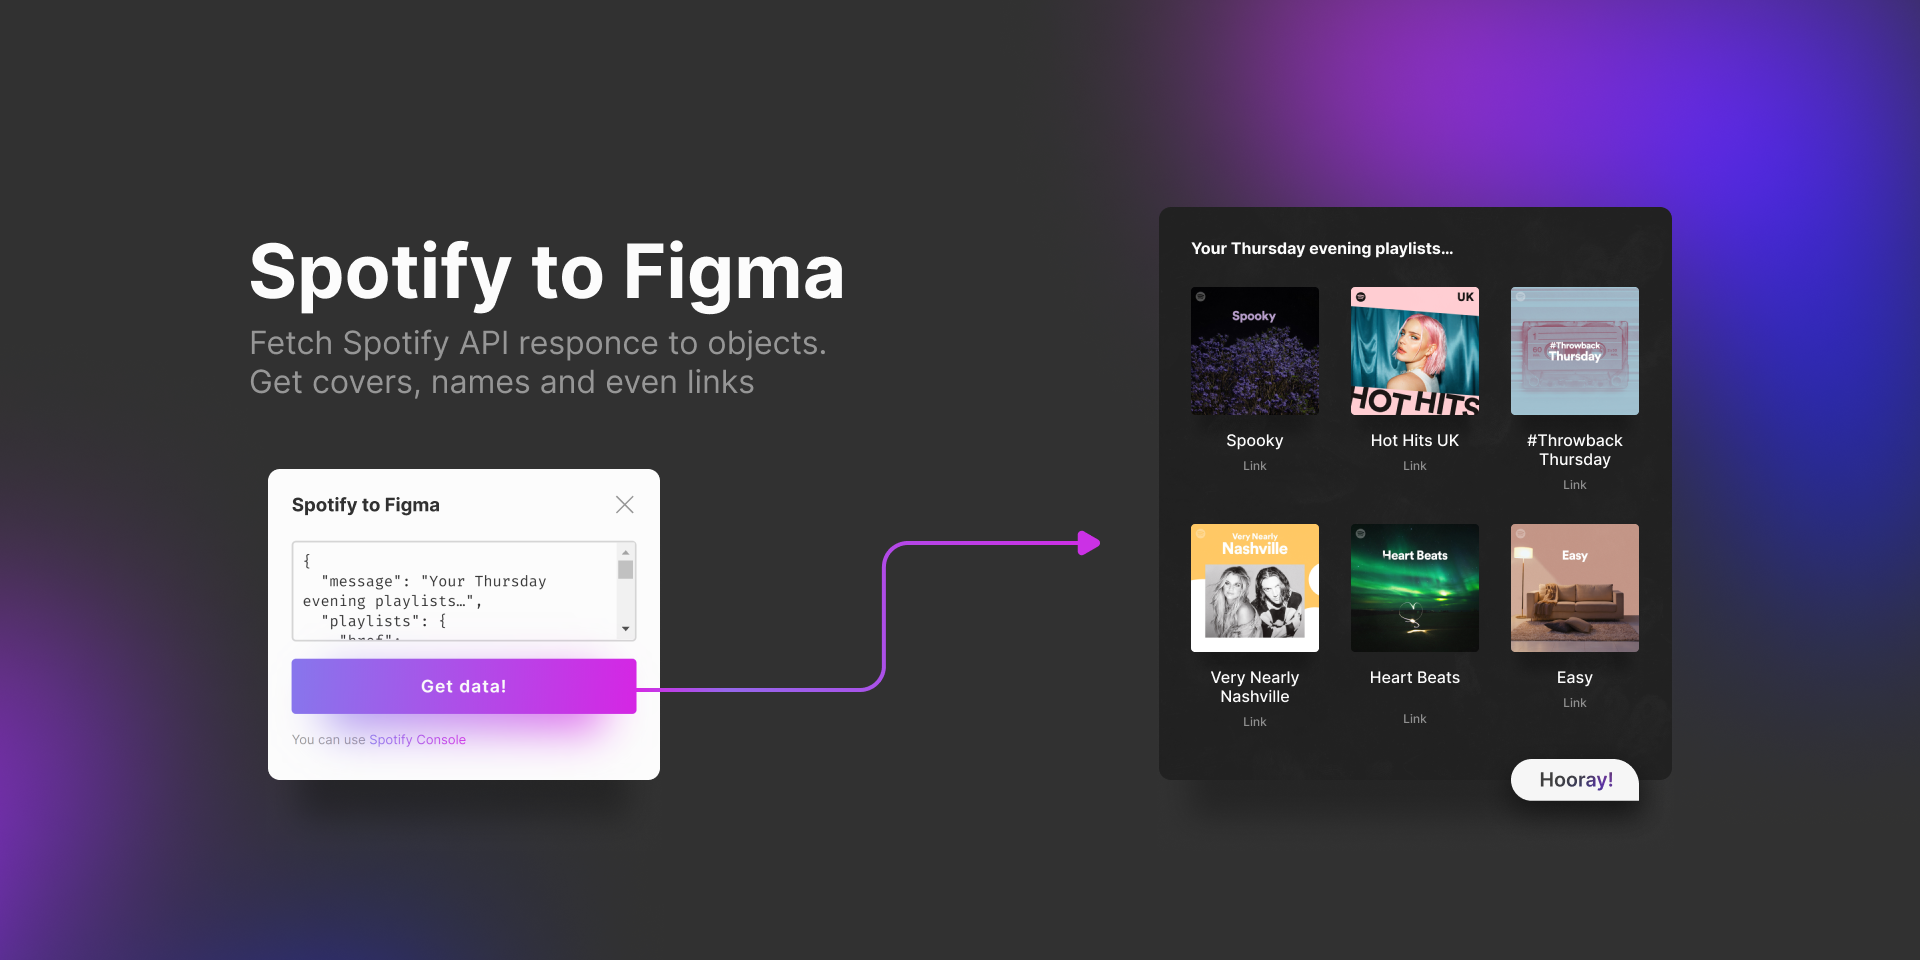 Spotify to Figma
Fetch Spotify API responce to objects.
Get covers, names and even links
Spotify to Figma
{
"message": "Your Thursday
evening playlists…",
"playlists": {
"href":
Get data!
You can use Spotify Console
Your Thursday evening playlists...
Spooky
UK
HOT HITS
#Throwback
Thursday
Spooky
Link
Hot Hits UK
Link
#Throwback
Thursday
Link
Very Nearly
Nashville
Heart Beats
Easy
Very Nearly
Nashville
Link
Heart Beats
Link
Easy
Link
Hooray!